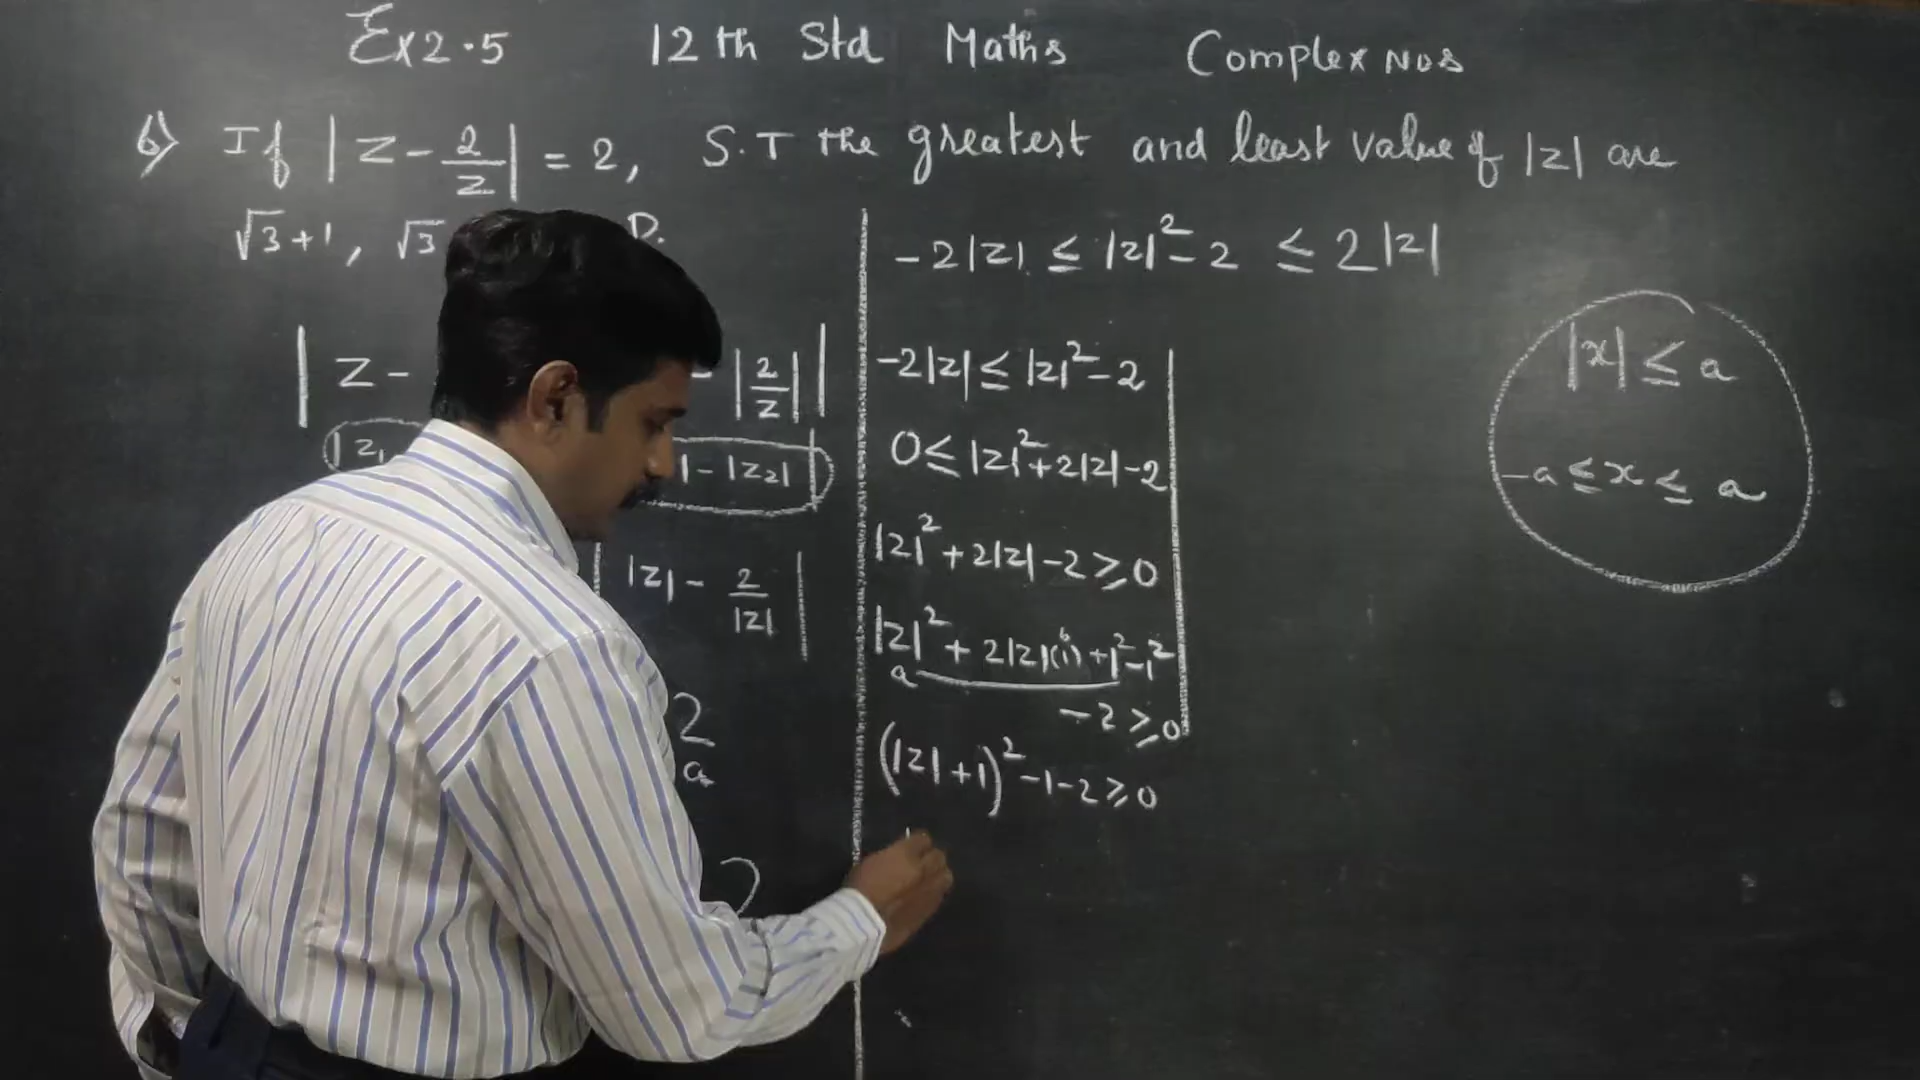 Ex 2.5 12th Std Maths Complex Nos
6) If |z - 2/z| = 2, S.T the greatest and least value of |z| are
√3+1, √3 D.
| z - - |2/z| |
|z₁ | - |z₂| |
|z| - 2/|z| |
2
a
2
-2|z| ≤ |z|² - 2 ≤ 2|z|
-2|z| ≤ |z|² - 2
0 ≤ |z|² + 2|z| - 2
|z|² + 2|z| - 2 ≥ 0
|z|² + 2|z|(1) + 1² - 1²
a b
- 2 ≥ 0
(|z| + 1)² - 1 - 2 ≥ 0
|x| ≤ a
-a ≤ x ≤ a